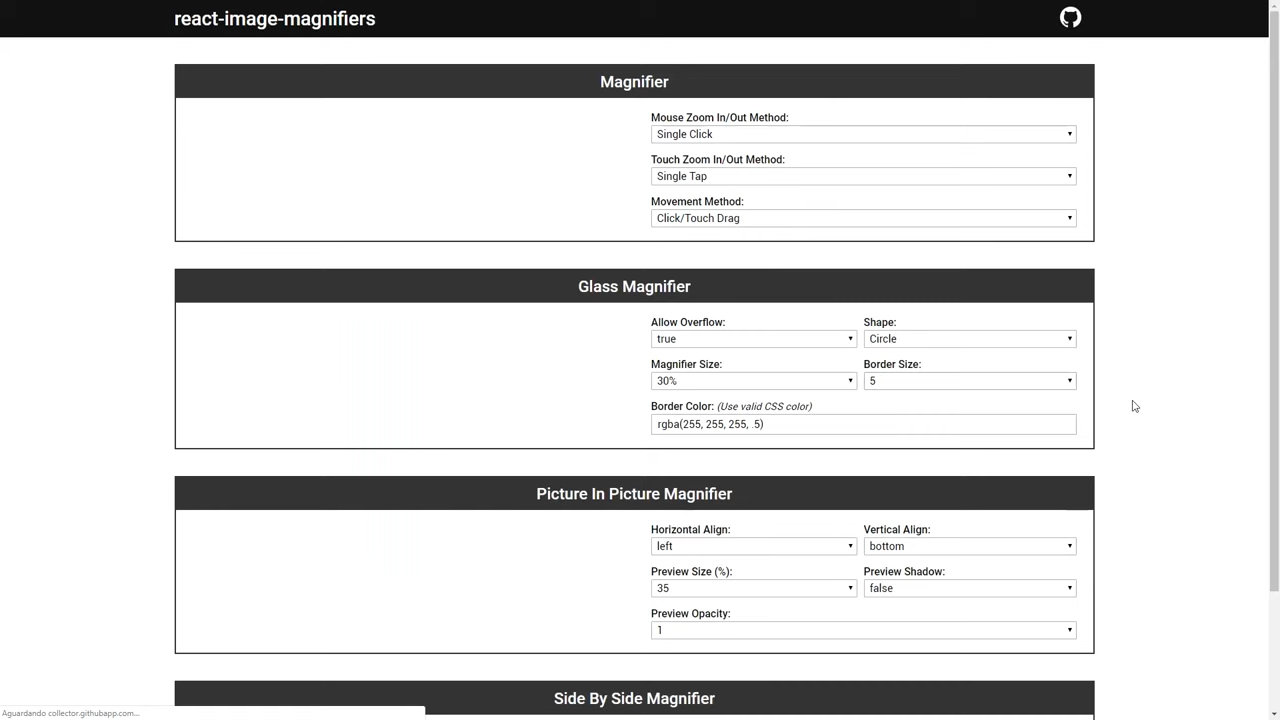 react-image-magnifiers
Magnifier
Mouse Zoom In/Out Method:
Single Click
Touch Zoom In/Out Method:
Single Tap
Movement Method:
Click/Touch Drag
Glass Magnifier
Allow Overflow: Shape:
true Circle
Magnifier Size: Border Size:
30% 5
Border Color: (Use valid CSS color)
rgba(255, 255, 255, .5)
Picture In Picture Magnifier
Horizontal Align: Vertical Align:
left bottom
Preview Size (%): Preview Shadow:
35 false
Preview Opacity:
1
Side By Side Magnifier
Aguardando collector.githubapp.com...